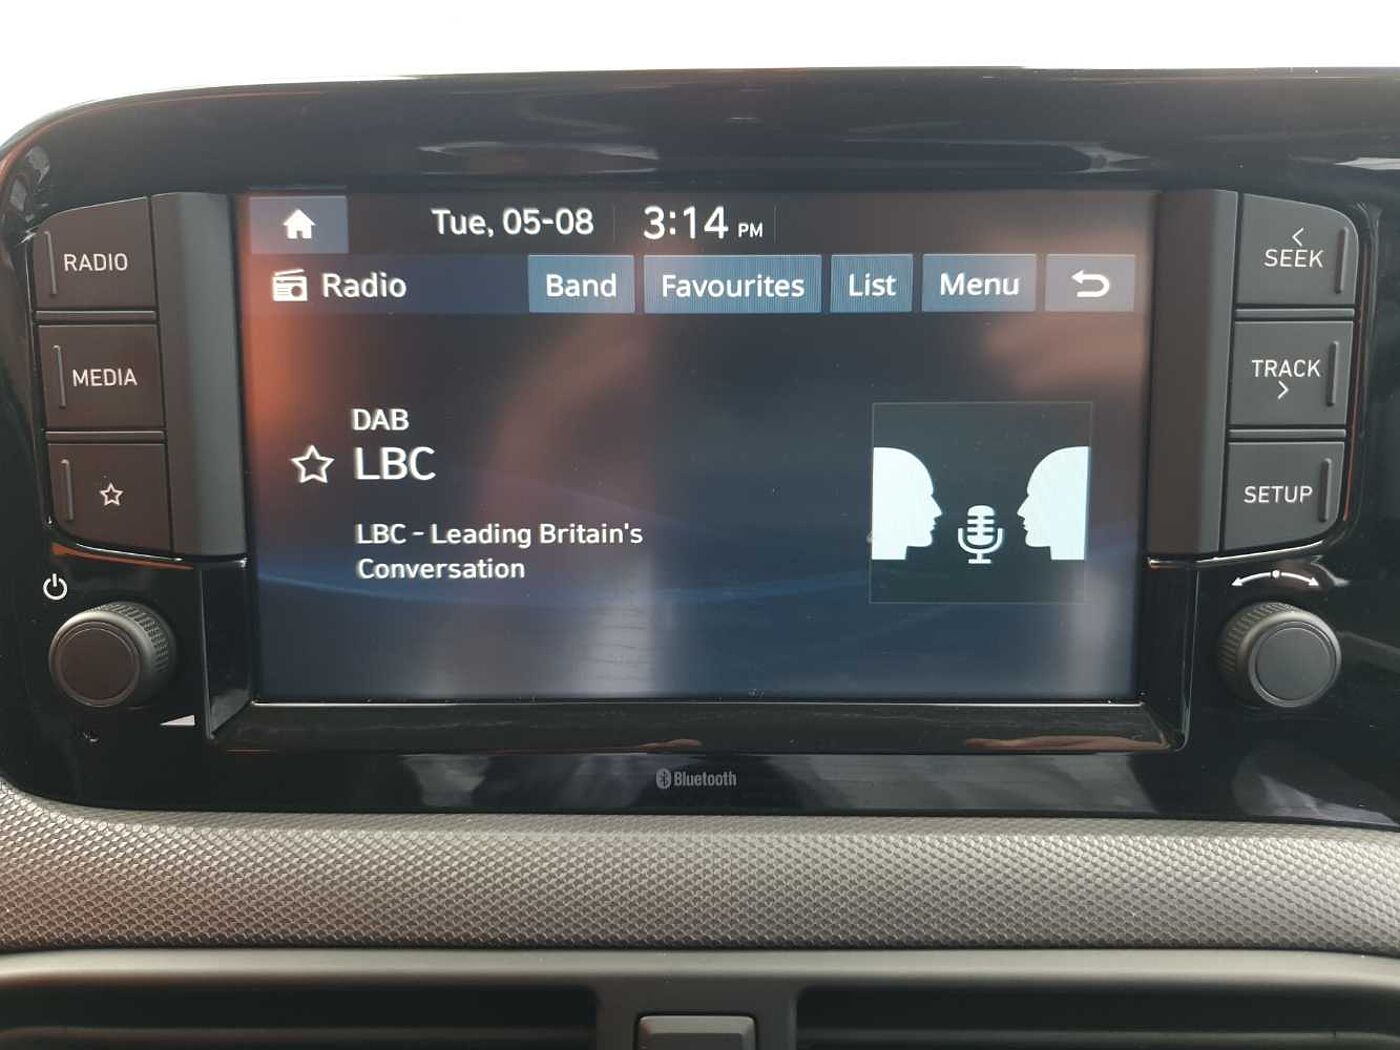 Tue, 05-08 3:14 PM
Radio Band Favourites List Menu
DAB
LBC
LBC - Leading Britain's
Conversation
RADIO
MEDIA
SEEK
TRACK
SETUP
Bluetooth